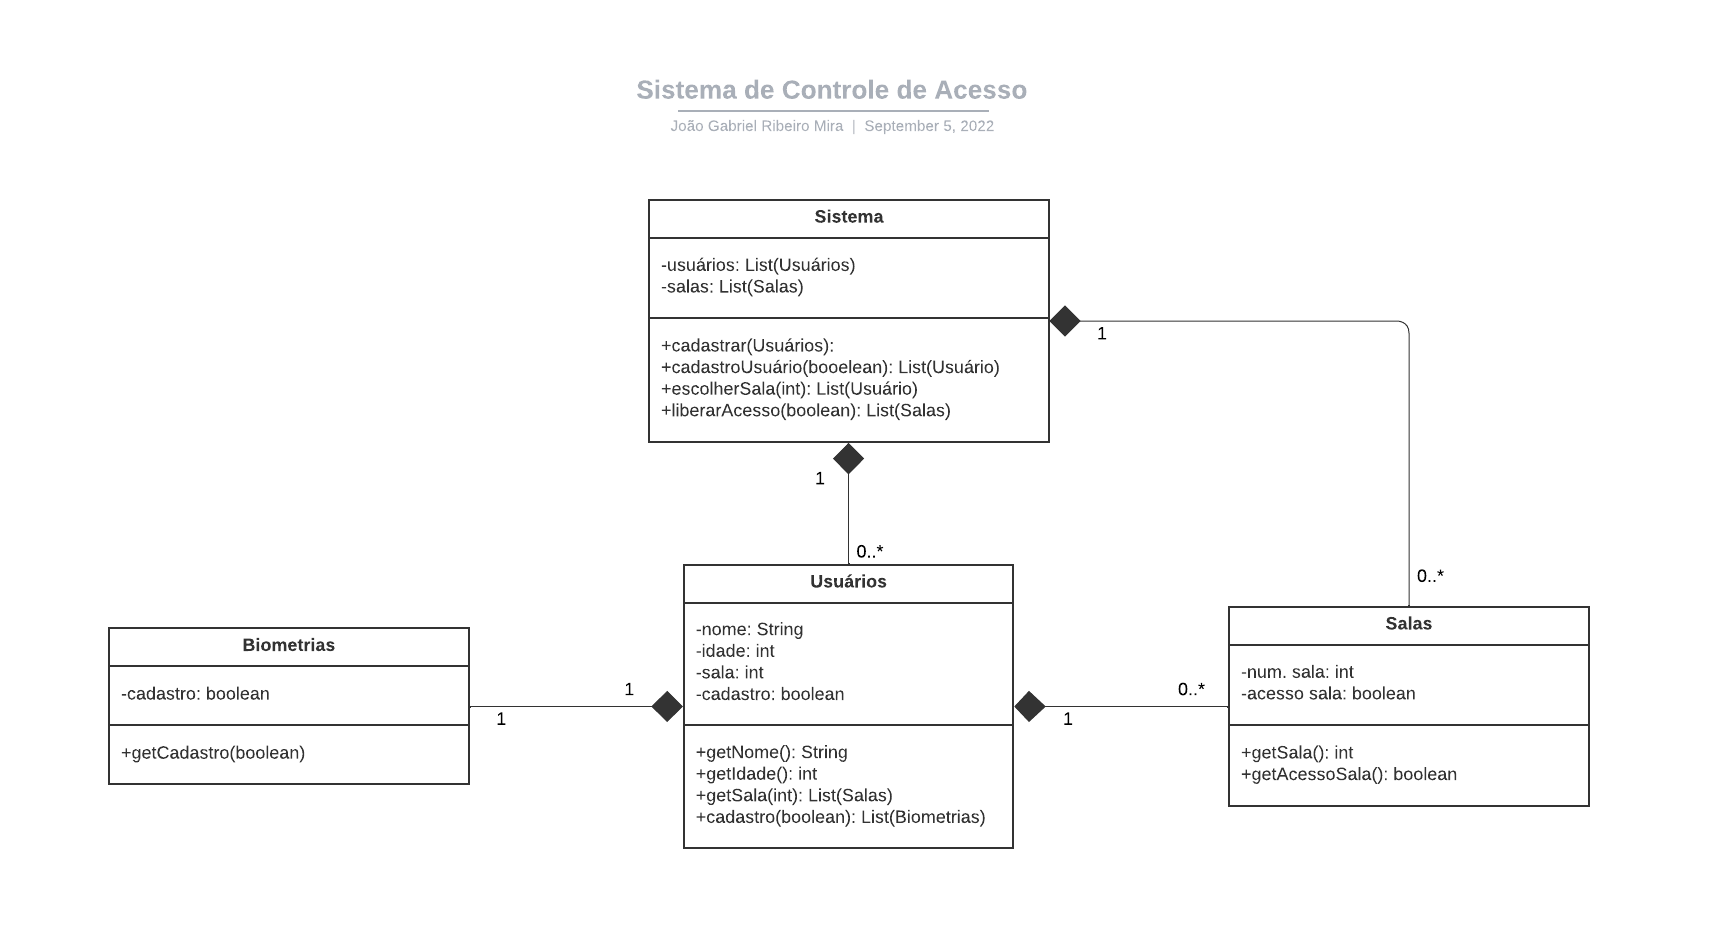 Sistema de Controle de Acesso
João Gabriel Ribeiro Mira | September 5, 2022
Sistema
-usuários: List(Usuários)
-salas: List(Salas)
+cadastrar(Usuários):
+cadastroUsuário(booelean): List(Usuário)
+escolherSala(int): List(Usuário)
+liberarAcesso(boolean): List(Salas)
1
1
0..*
0..*
Biometrias
-cadastro: boolean
+getCadastro(boolean)
1
1
Usuários
-nome: String
-idade: int
-sala: int
-cadastro: boolean
+getNome(): String
+getIdade(): int
+getSala(int): List(Salas)
+cadastro(boolean): List(Biometrias)
1
0..*
Salas
-num. sala: int
-acesso sala: boolean
+getSala(): int
+getAcessoSala(): boolean